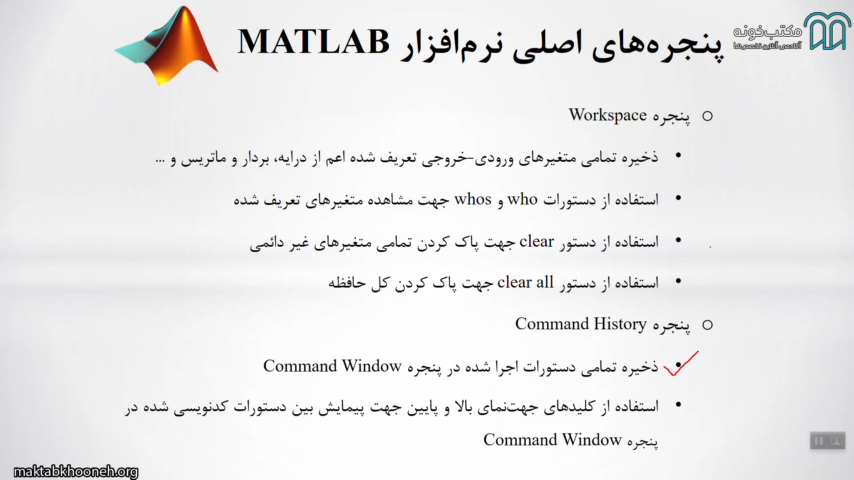 پنجره‌های اصلی نرم‌افزار MATLAB
مکتب‌خونه
آکادمی آنلاین تخصص‌ها
پنجره Workspace
ذخیره تمامی متغیرهای ورودی-خروجی تعریف شده اعم از درایه، بردار و ماتریس و ...
استفاده از دستورات who و whos جهت مشاهده متغیرهای تعریف شده
استفاده از دستور clear جهت پاک کردن تمامی متغیرهای غیر دائمی
استفاده از دستور clear all جهت پاک کردن کل حافظه
پنجره Command History
ذخیره تمامی دستورات اجرا شده در پنجره Command Window
استفاده از کلیدهای جهت‌نمای بالا و پایین جهت پیمایش بین دستورات کدنویسی شده در
پنجره Command Window
maktabkhooneh.org